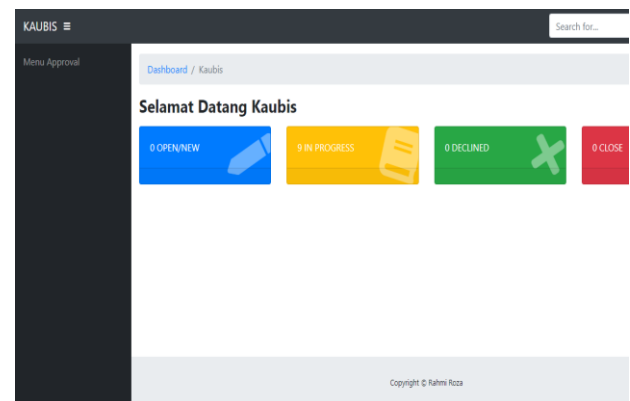 KAUBIS
Search for...
Menu Approval
Dashboard / Kaubis
Selamat Datang Kaubis
0 OPEN/NEW
9 IN PROGRESS
0 DECLINED
0 CLOSE
Copyright © Rahmi Roza